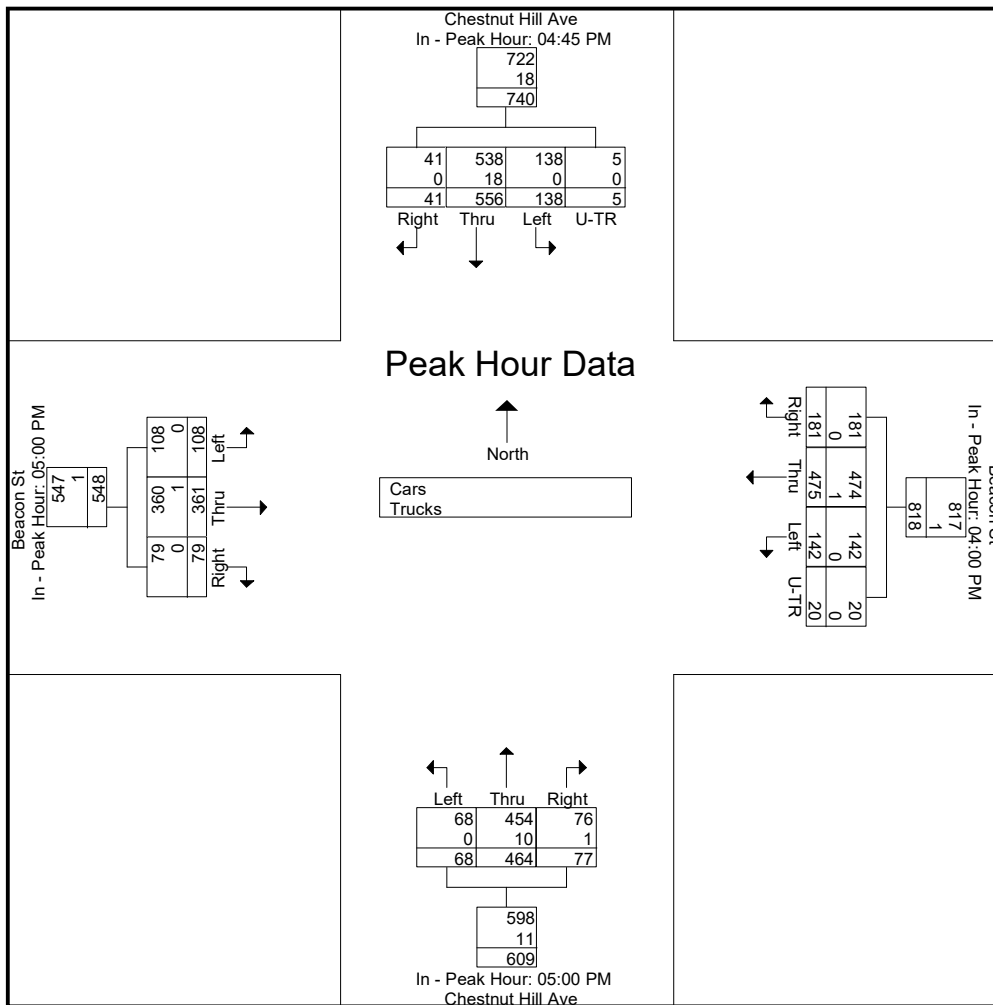 Chestnut Hill Ave
In - Peak Hour: 04:45 PM
722
18
740
41 538 138 5
0 18 0 0
41 556 138 5
Right Thru Left U-TR
Peak Hour Data
North
Cars
Trucks
Beacon St
In - Peak Hour: 05:00 PM
547
1
548
108 0 108
360 1 361
79 0 79
Left
Thru
Right
Right
Thru
Left
U-TR
181 0 181
475 1 474
142 0 142
20 0 20
818
1
817
In - Peak Hour: 04:00 PM
Beacon St
Left Thru Right
68 454 76
0 10 1
68 464 77
598
11
609
In - Peak Hour: 05:00 PM
Chestnut Hill Ave